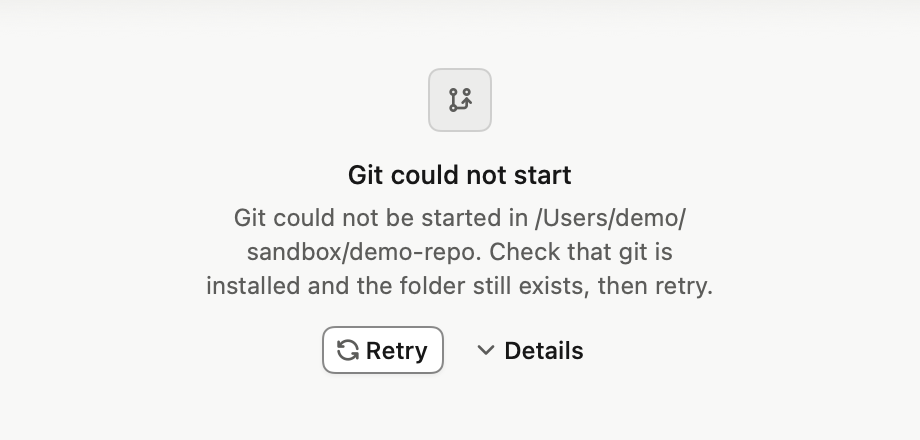 Git could not start
Git could not be started in /Users/demo/
sandbox/demo-repo. Check that git is
installed and the folder still exists, then retry.
Retry
Details